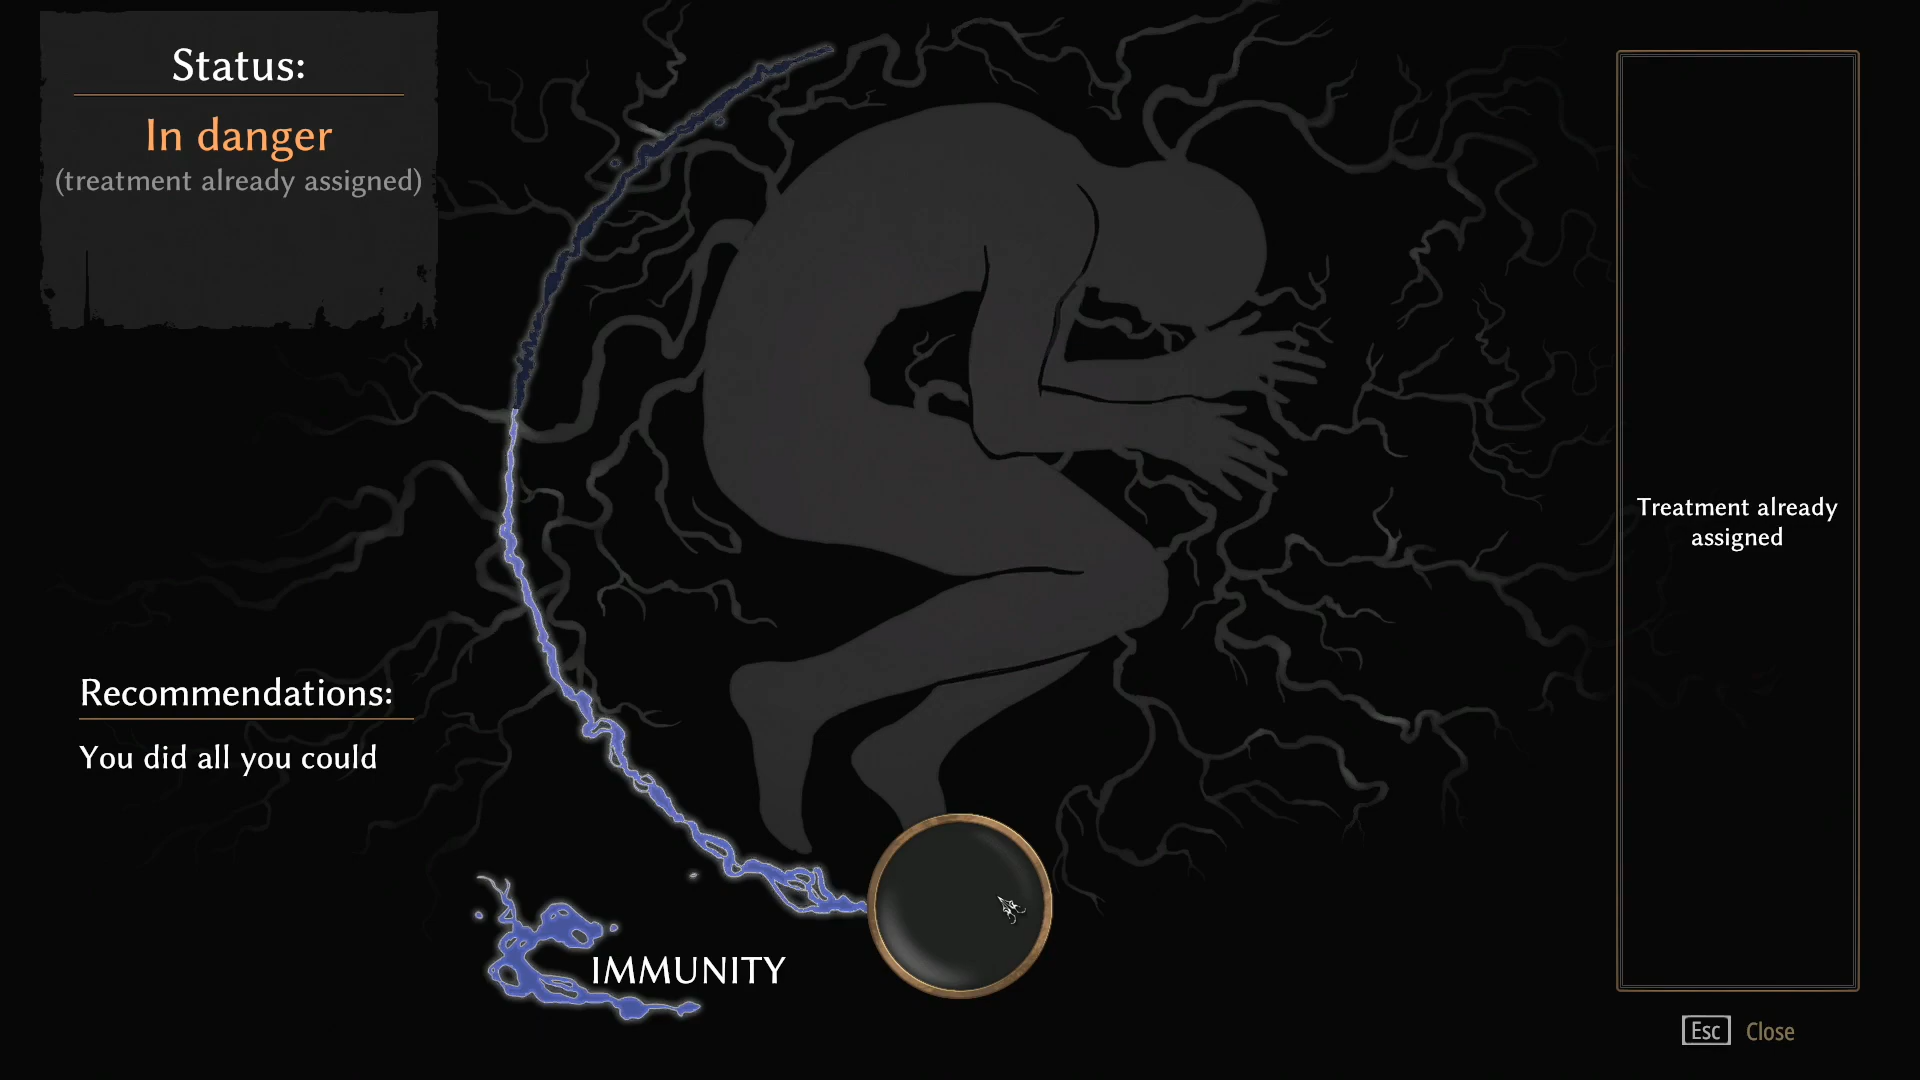 Status:
In danger
(treatment already assigned)
Treatment already
assigned
Recommendations:
You did all you could
IMMUNITY
Esc Close